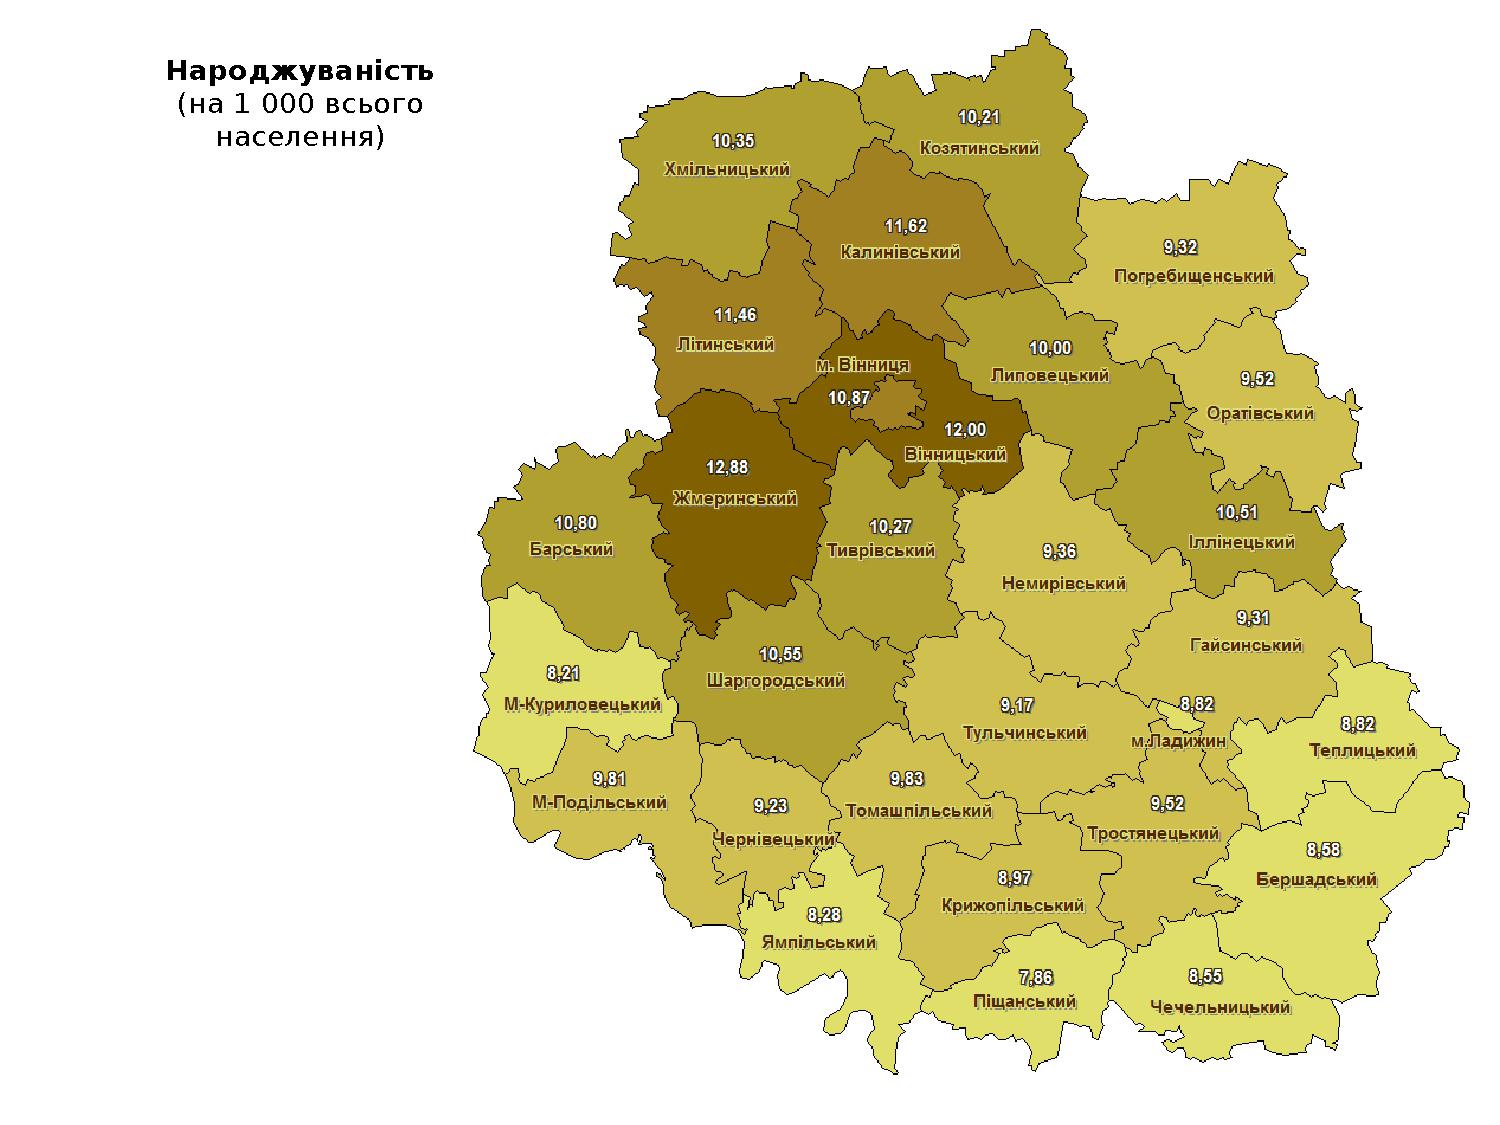 Народжуваність
(на 1 000 всього
населення)
10,21
Козятинський
10,35
Хмільницький
11,62
Калинівський
9,32
Погребищенський
11,46
Літинський
10,00
Липовецький
м. Вінниця
10,87
9,52
Оратівський
12,00
Вінницький
12,88
Жмеринський
10,80
Барський
10,27
Тиврівський
10,51
Іллінецький
9,36
Немирівський
9,31
Гайсинський
10,55
Шаргородський
8,21
М-Куриловецький
9,17
Тульчинський
8,82
м.Ладижин
8,82
Теплицький
9,81
М-Подільський
9,23
Чернівецький
9,83
Томашпільський
9,52
Тростянецький
8,58
Бершадський
8,97
Крижопільський
8,28
Ямпільський
7,86
Піщанський
8,55
Чечельницький